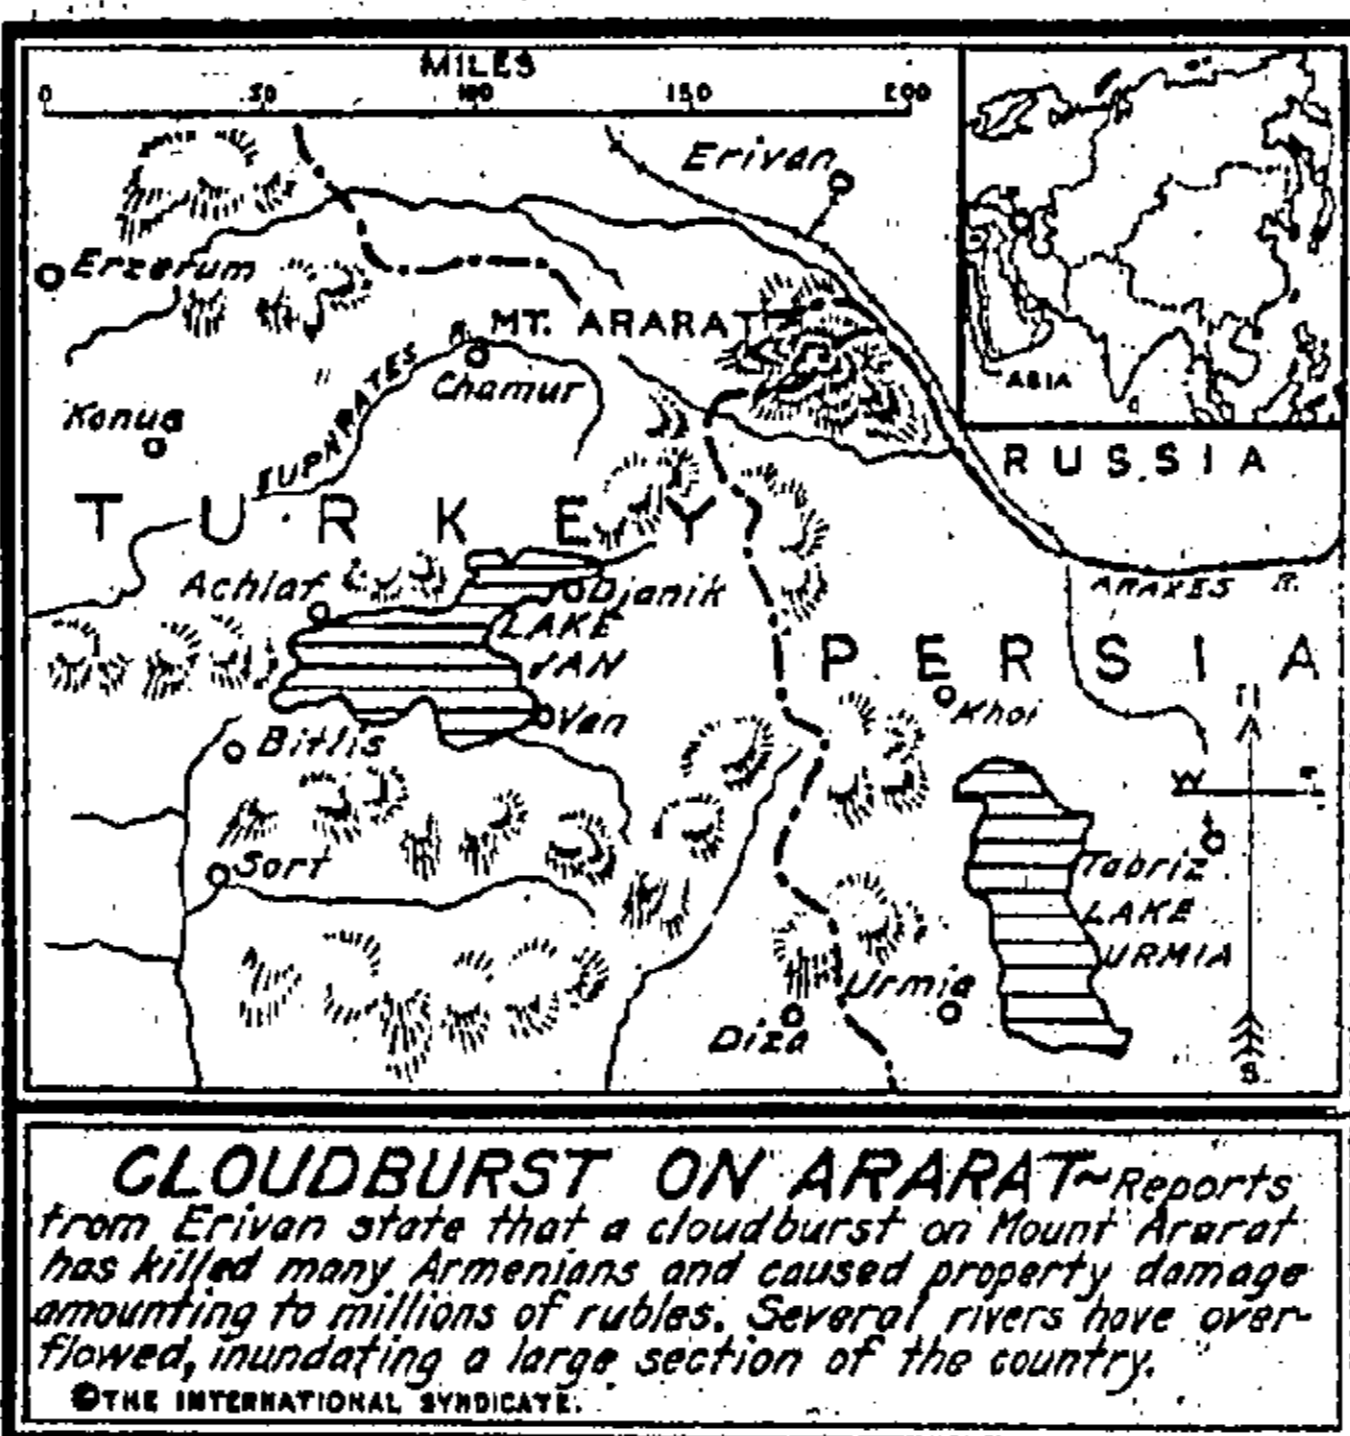 MILES
0 50 100 150 200
Erivan
Erzerum
MT. ARARAT
R.
EUPHRATES
Chamur
Konus
ASIA
RUSSIA
TURKEY
Achlaf
Djanik
LAKE
VAN
Van
ARAXES R.
PERSIA
Khoi
Bitlis
N
W
E
S
Sort
Tabriz
LAKE
URMIA
Urmia
Diza
CLOUDBURST ON ARARAT~Reports
from Erivan state that a cloudburst on Mount Ararat
has killed many Armenians and caused property damage
amounting to millions of rubles. Several rivers have over-
flowed, inundating a large section of the country.
©THE INTERNATIONAL SYNDICATE.